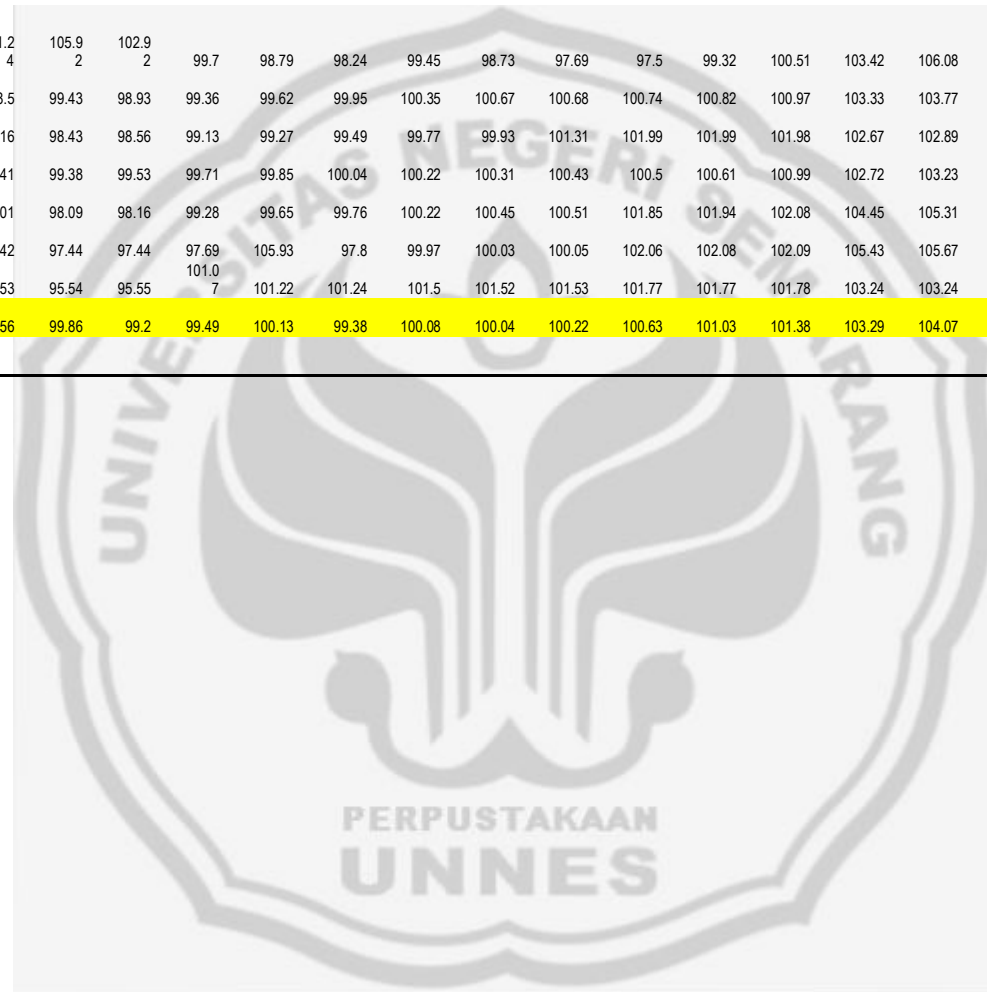 1.2 105.9 102.9
4 2 2 99.7 98.79 98.24 99.45 98.73 97.69 97.5 99.32 100.51 103.42 106.08
3.5 99.43 98.93 99.36 99.62 99.95 100.35 100.67 100.68 100.74 100.82 100.97 103.33 103.77
16 98.43 98.56 99.13 99.27 99.49 99.77 99.93 101.31 101.99 101.99 101.98 102.67 102.89
41 99.38 99.53 99.71 99.85 100.04 100.22 100.31 100.43 100.5 100.61 100.99 102.72 103.23
01 98.09 98.16 99.28 99.65 99.76 100.22 100.45 100.51 101.85 101.94 102.08 104.45 105.31
42 97.44 97.44 97.69 105.93 97.8 99.97 100.03 100.05 102.06 102.08 102.09 105.43 105.67
101.0
53 95.54 95.55 7 101.22 101.24 101.5 101.52 101.53 101.77 101.77 101.78 103.24 103.24
56 99.86 99.2 99.49 100.13 99.38 100.08 100.04 100.22 100.63 101.03 101.38 103.29 104.07
UNIVERSITAS NEGERI SEMARANG
PERPUSTAKAAN
UNNES